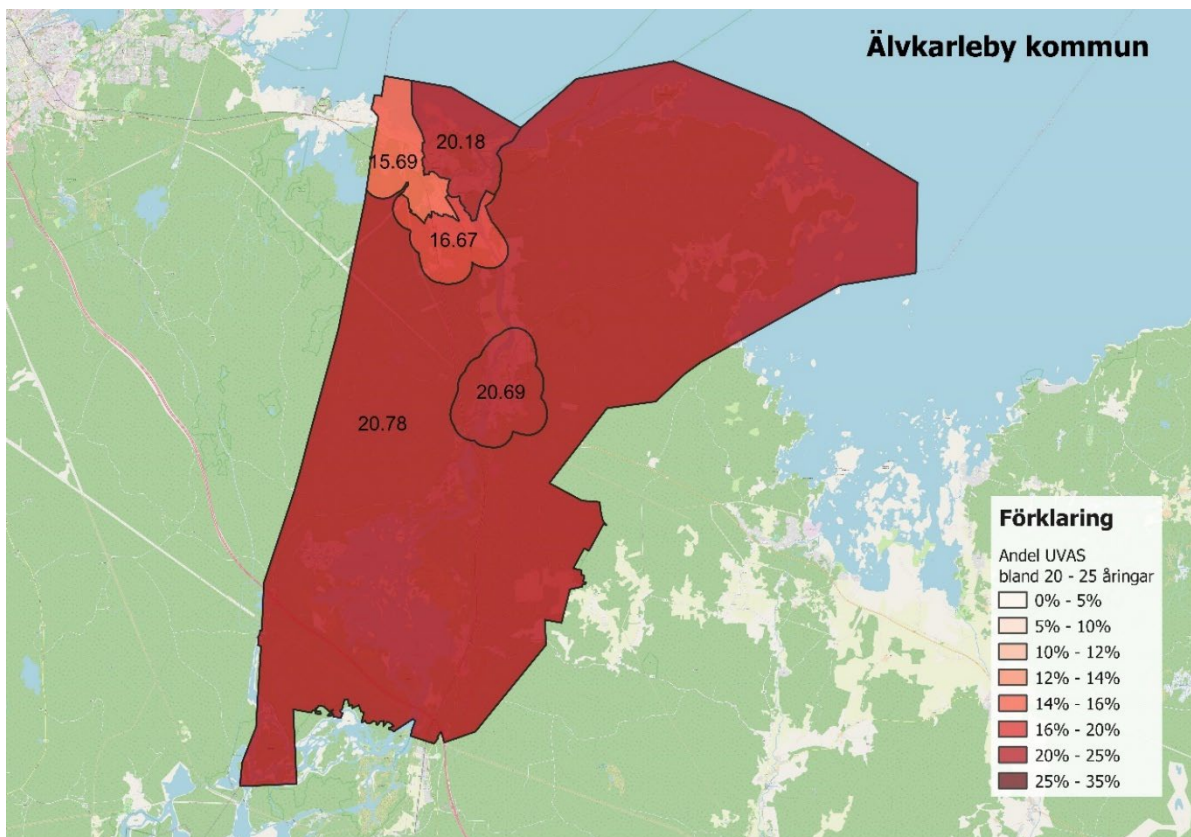 Älvkarleby kommun
20.18
15.69
16.67
20.69
20.78
Förklaring
Andel UVAS
bland 20 - 25 åringar
0% - 5%
5% - 10%
10% - 12%
12% - 14%
14% - 16%
16% - 20%
20% - 25%
25% - 35%